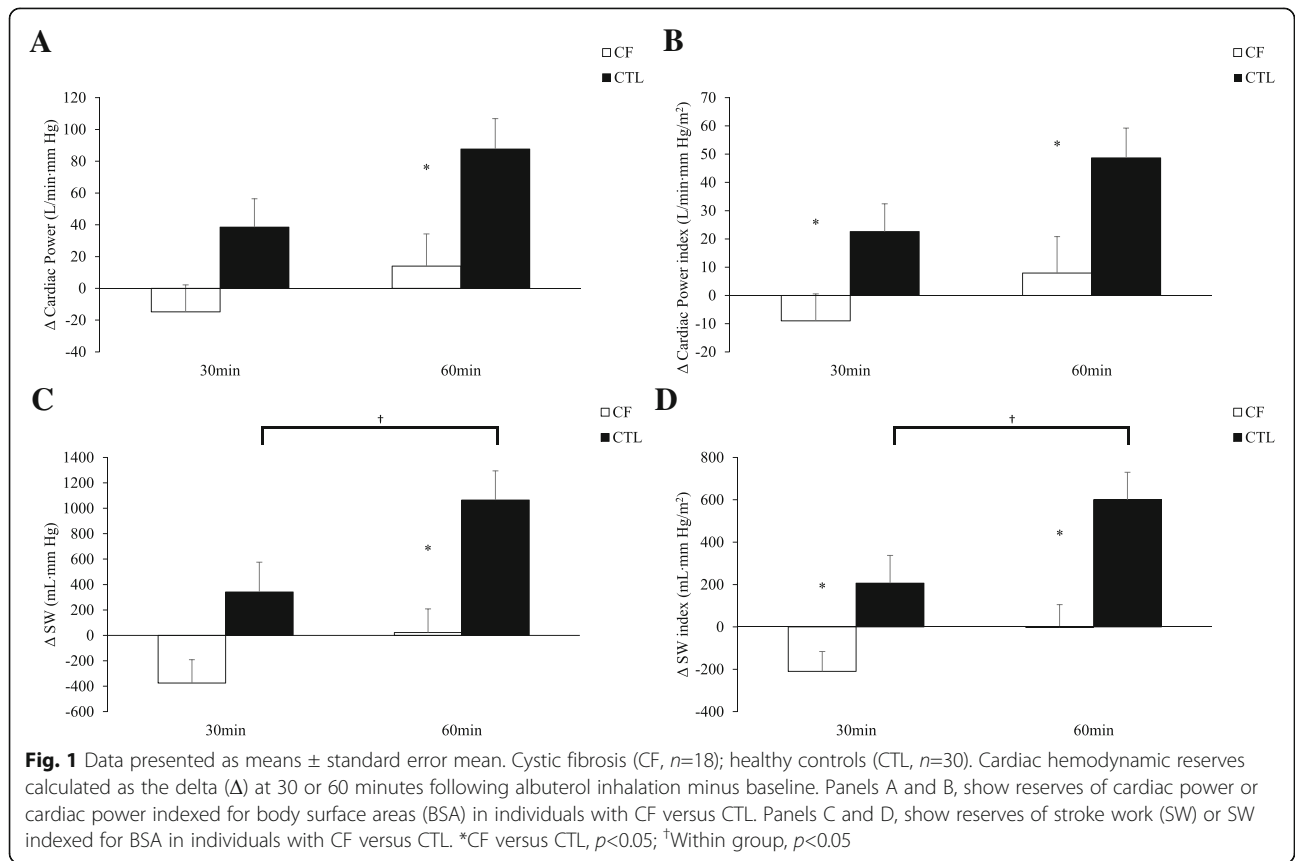 A
CF
CTL
Δ Cardiac Power (L/min·mm Hg)
120
100
80
60
40
20
0
-20
-40
*
30min
60min
B
CF
CTL
Δ Cardiac Power index (L/min·mm Hg/m²)
70
60
50
40
30
20
10
0
-10
-20
*
*
30min
60min
C
CF
CTL
†
Δ SW (mL·mm Hg)
1400
1200
1000
800
600
400
200
0
-200
-400
-600
*
30min
60min
D
CF
CTL
†
Δ SW index (mL·mm Hg/m²)
800
600
400
200
0
-200
-400
*
*
30min
60min
Fig. 1 Data presented as means ± standard error mean. Cystic fibrosis (CF, n=18); healthy controls (CTL, n=30). Cardiac hemodynamic reserves
calculated as the delta (Δ) at 30 or 60 minutes following albuterol inhalation minus baseline. Panels A and B, show reserves of cardiac power or
cardiac power indexed for body surface areas (BSA) in individuals with CF versus CTL. Panels C and D, show reserves of stroke work (SW) or SW
indexed for BSA in individuals with CF versus CTL. *CF versus CTL, p<0.05; †Within group, p<0.05